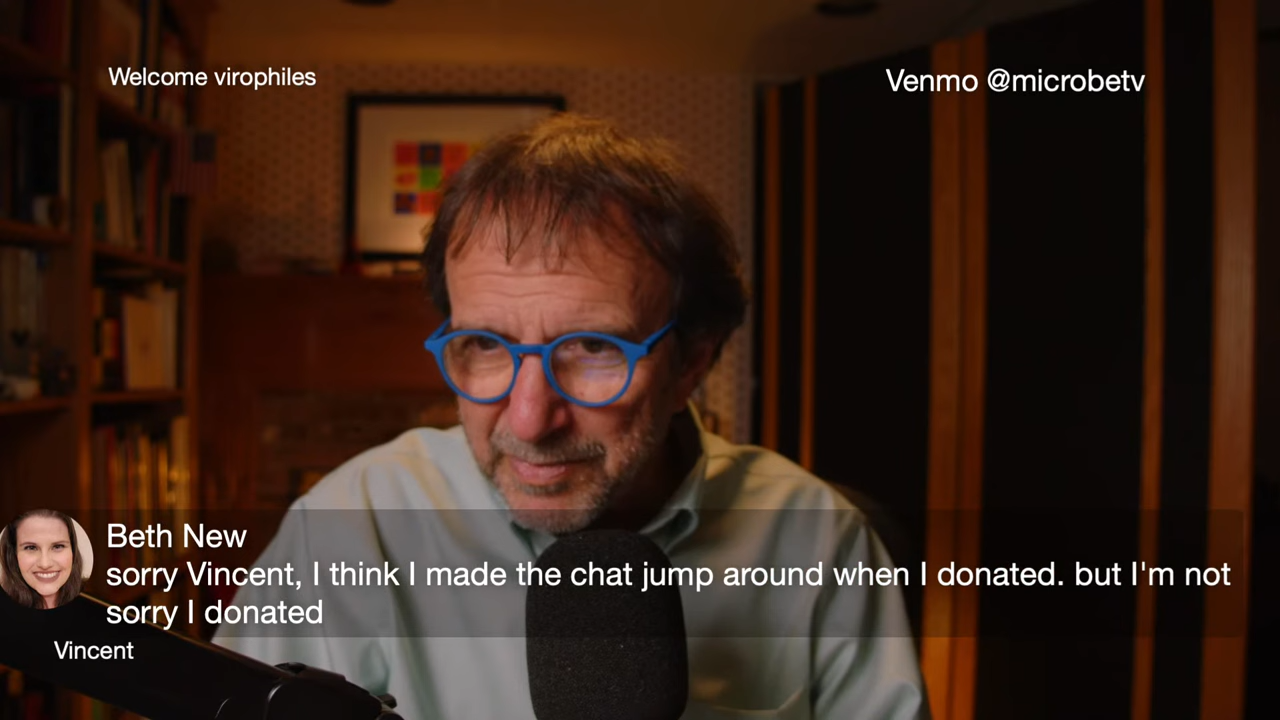 Welcome virophiles
Venmo @microbetv
Beth New
sorry Vincent, I think I made the chat jump around when I donated. but I'm not
sorry I donated
Vincent